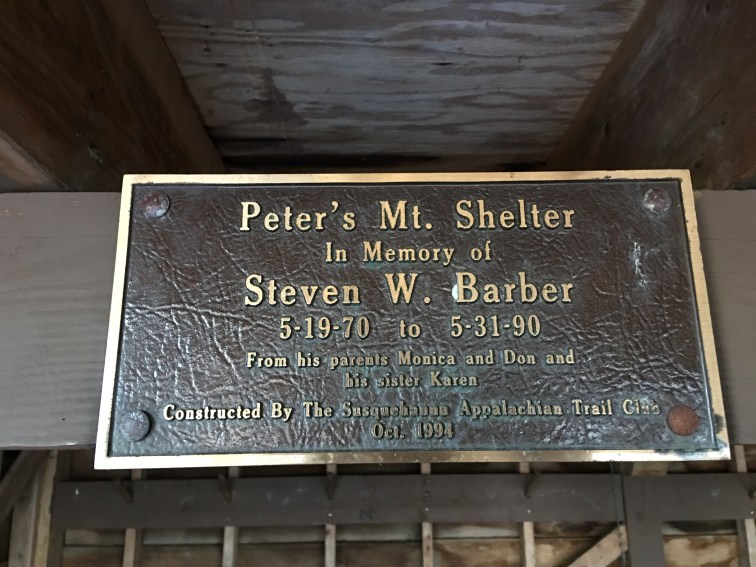 Peter's Mt. Shelter
In Memory of
Steven W. Barber
5-19-70 to 5-31-90
From his parents Monica and Don and
his sister Karen
Constructed By The Susquehanna Appalachian Trail Club
Oct. 1994